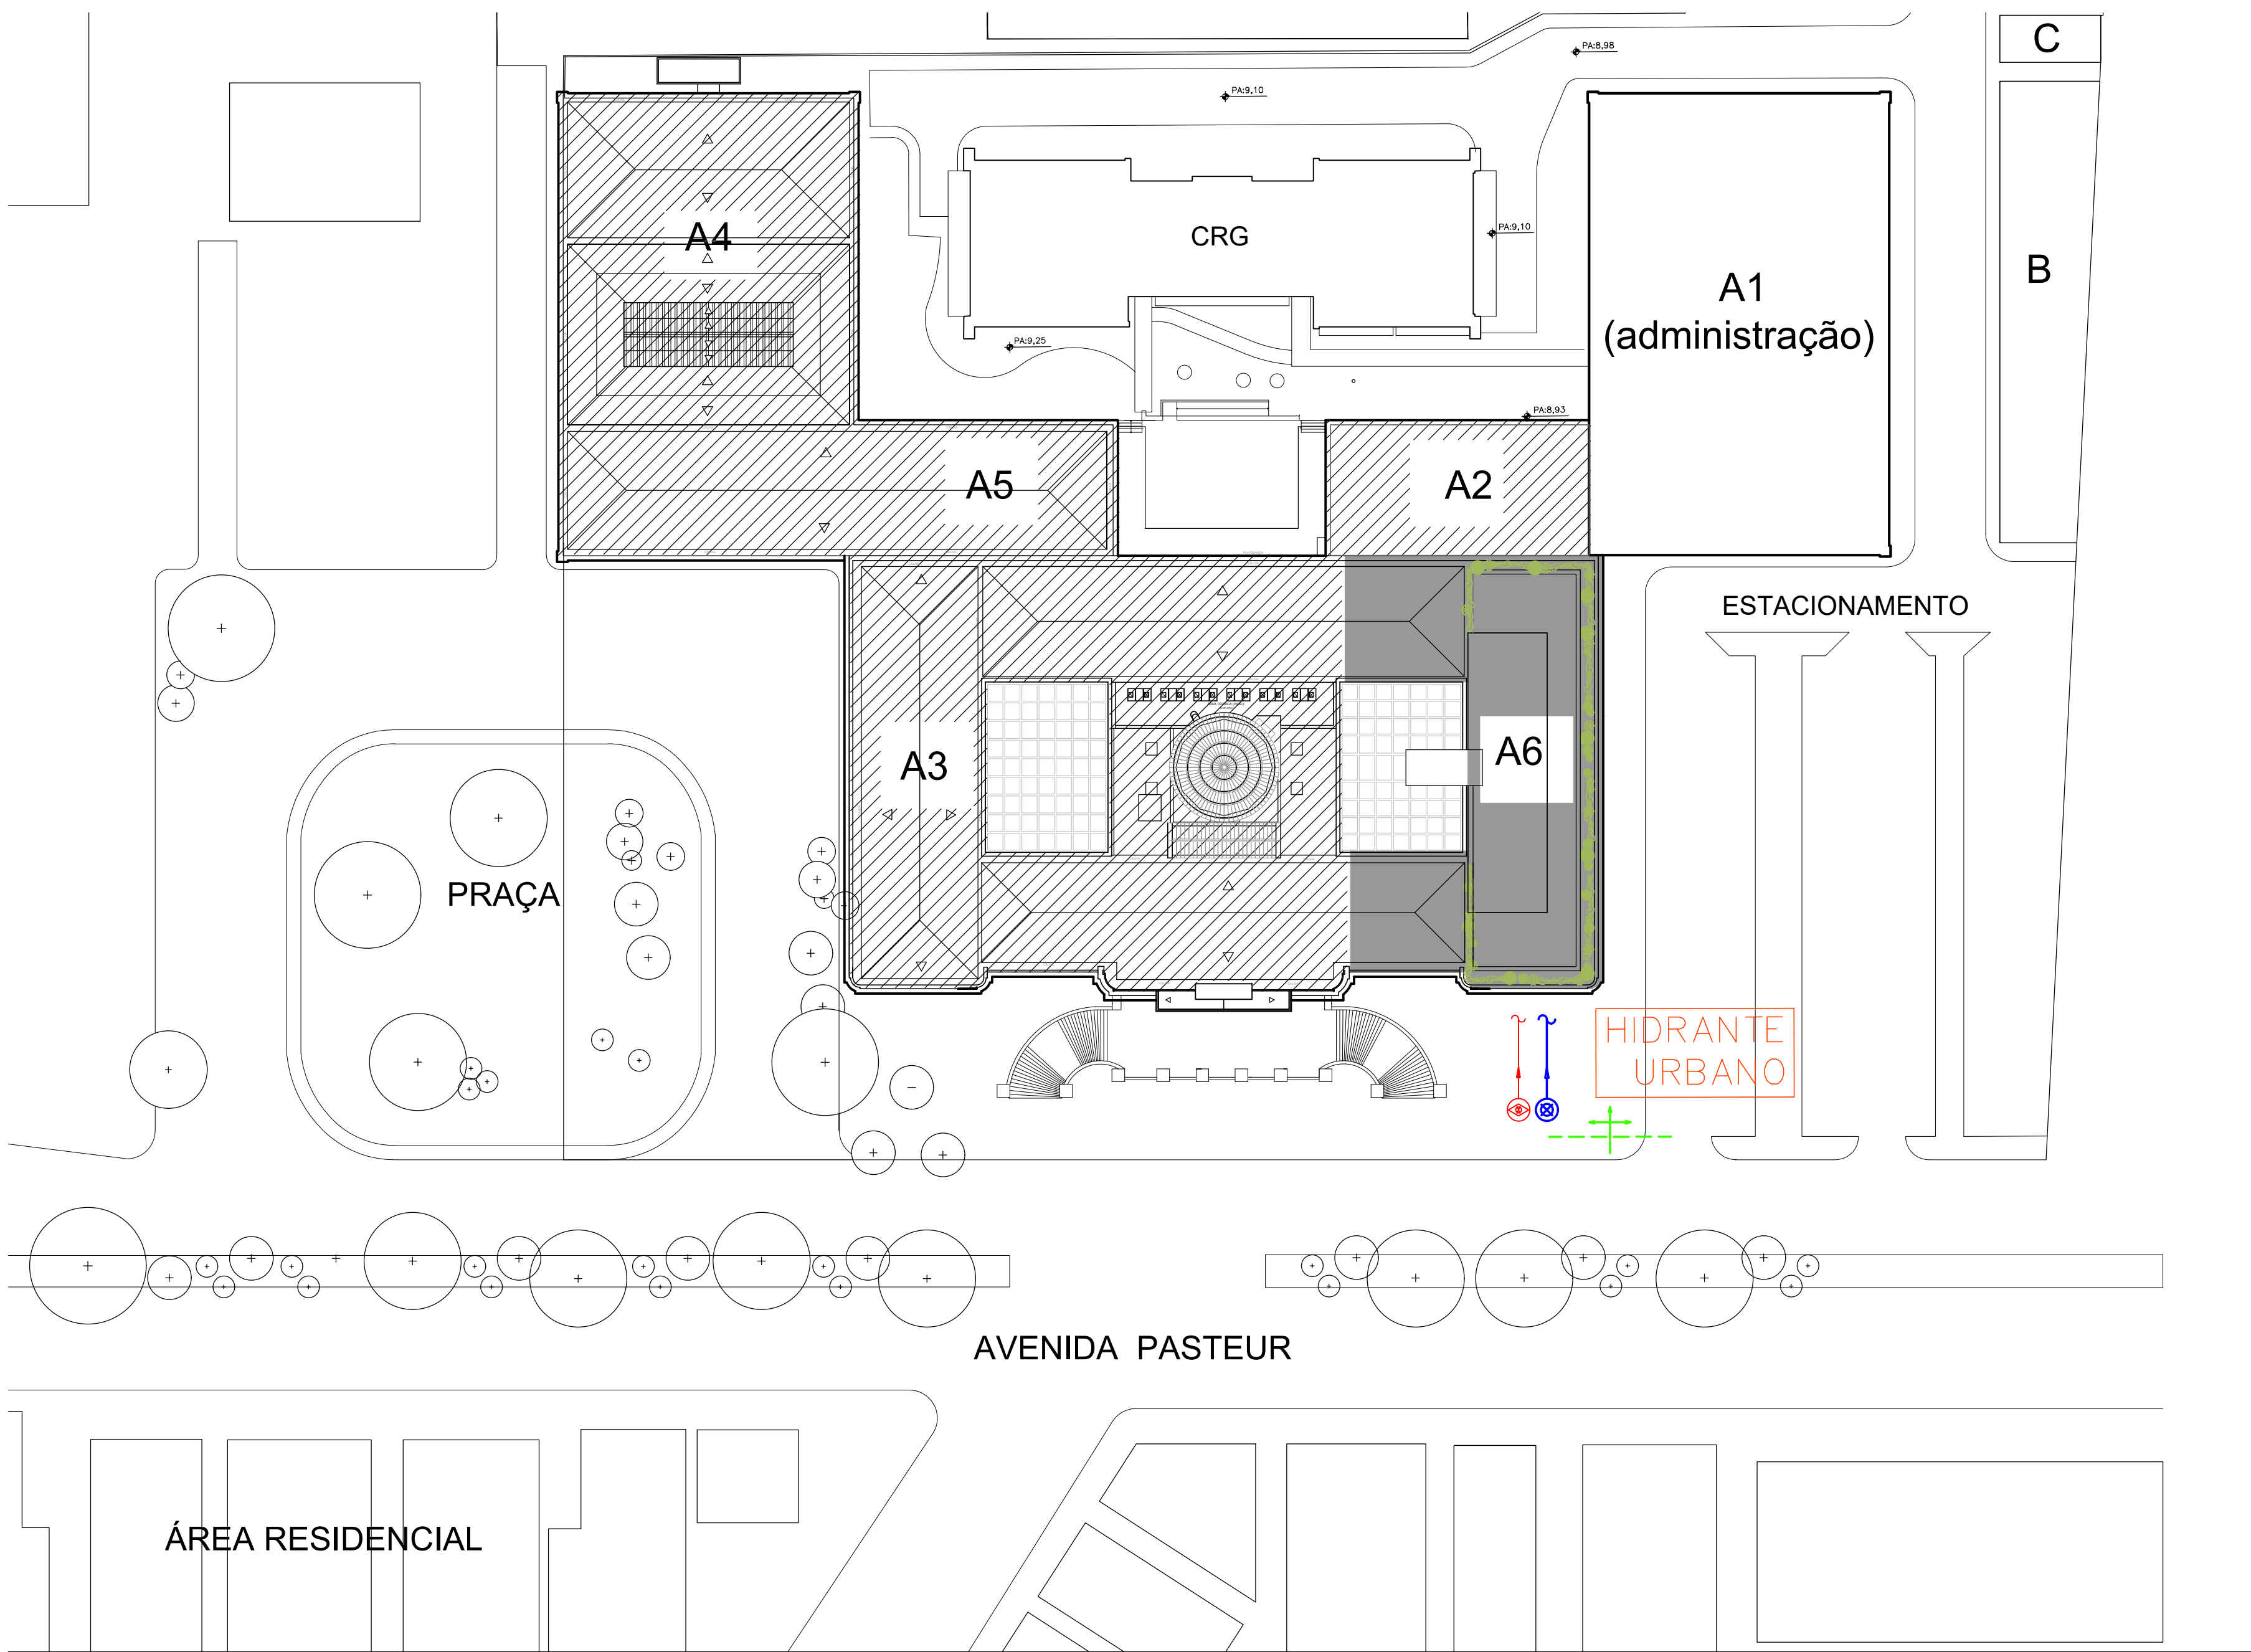 C
PA:8,98
PA:9,10
A4
CRG
PA:9,10
B
A1
(administração)
PA:9,25
PA:8,93
A5
A2
ESTACIONAMENTO
A3
A6
PRAÇA
HIDRANTE
URBANO
AVENIDA PASTEUR
ÁREA RESIDENCIAL